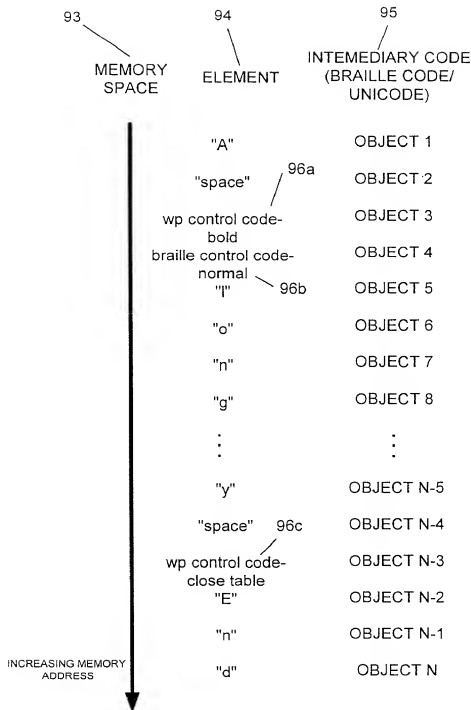 93 94 95
MEMORY SPACE
ELEMENT
INTEMEDIARY CODE
(BRAILLE CODE/
UNICODE)
"A" OBJECT 1
"space" 96a OBJECT 2
wp control code- OBJECT 3
bold
braille control code- OBJECT 4
normal 96b
"l" OBJECT 5
"o" OBJECT 6
"n" OBJECT 7
"g" OBJECT 8
"y" OBJECT N-5
"space" 96c OBJECT N-4
wp control code- OBJECT N-3
close table
"E" OBJECT N-2
"n" OBJECT N-1
"d" OBJECT N
INCREASING MEMORY
ADDRESS